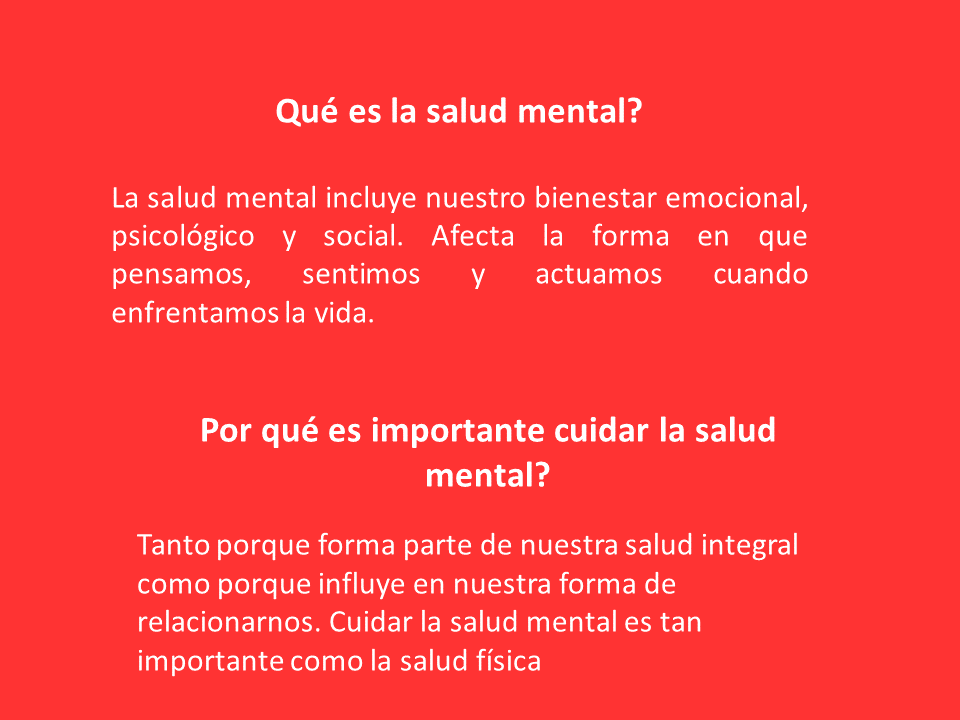 Qué es la salud mental?
La salud mental incluye nuestro bienestar emocional,
psicológico y social. Afecta la forma en que
pensamos, sentimos y actuamos cuando
enfrentamos la vida.
Por qué es importante cuidar la salud
mental?
Tanto porque forma parte de nuestra salud integral
como porque influye en nuestra forma de
relacionarnos. Cuidar la salud mental es tan
importante como la salud física